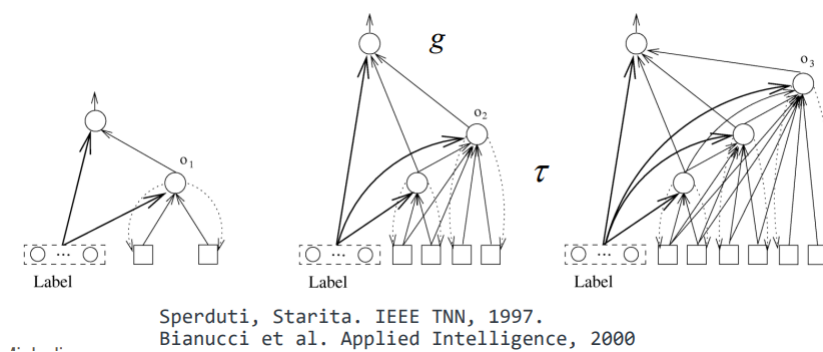 g
o₁
o₂
o₃
τ
...
Label
...
Label
...
Label
Sperduti, Starita. IEEE TNN, 1997.
Bianucci et al. Applied Intelligence, 2000